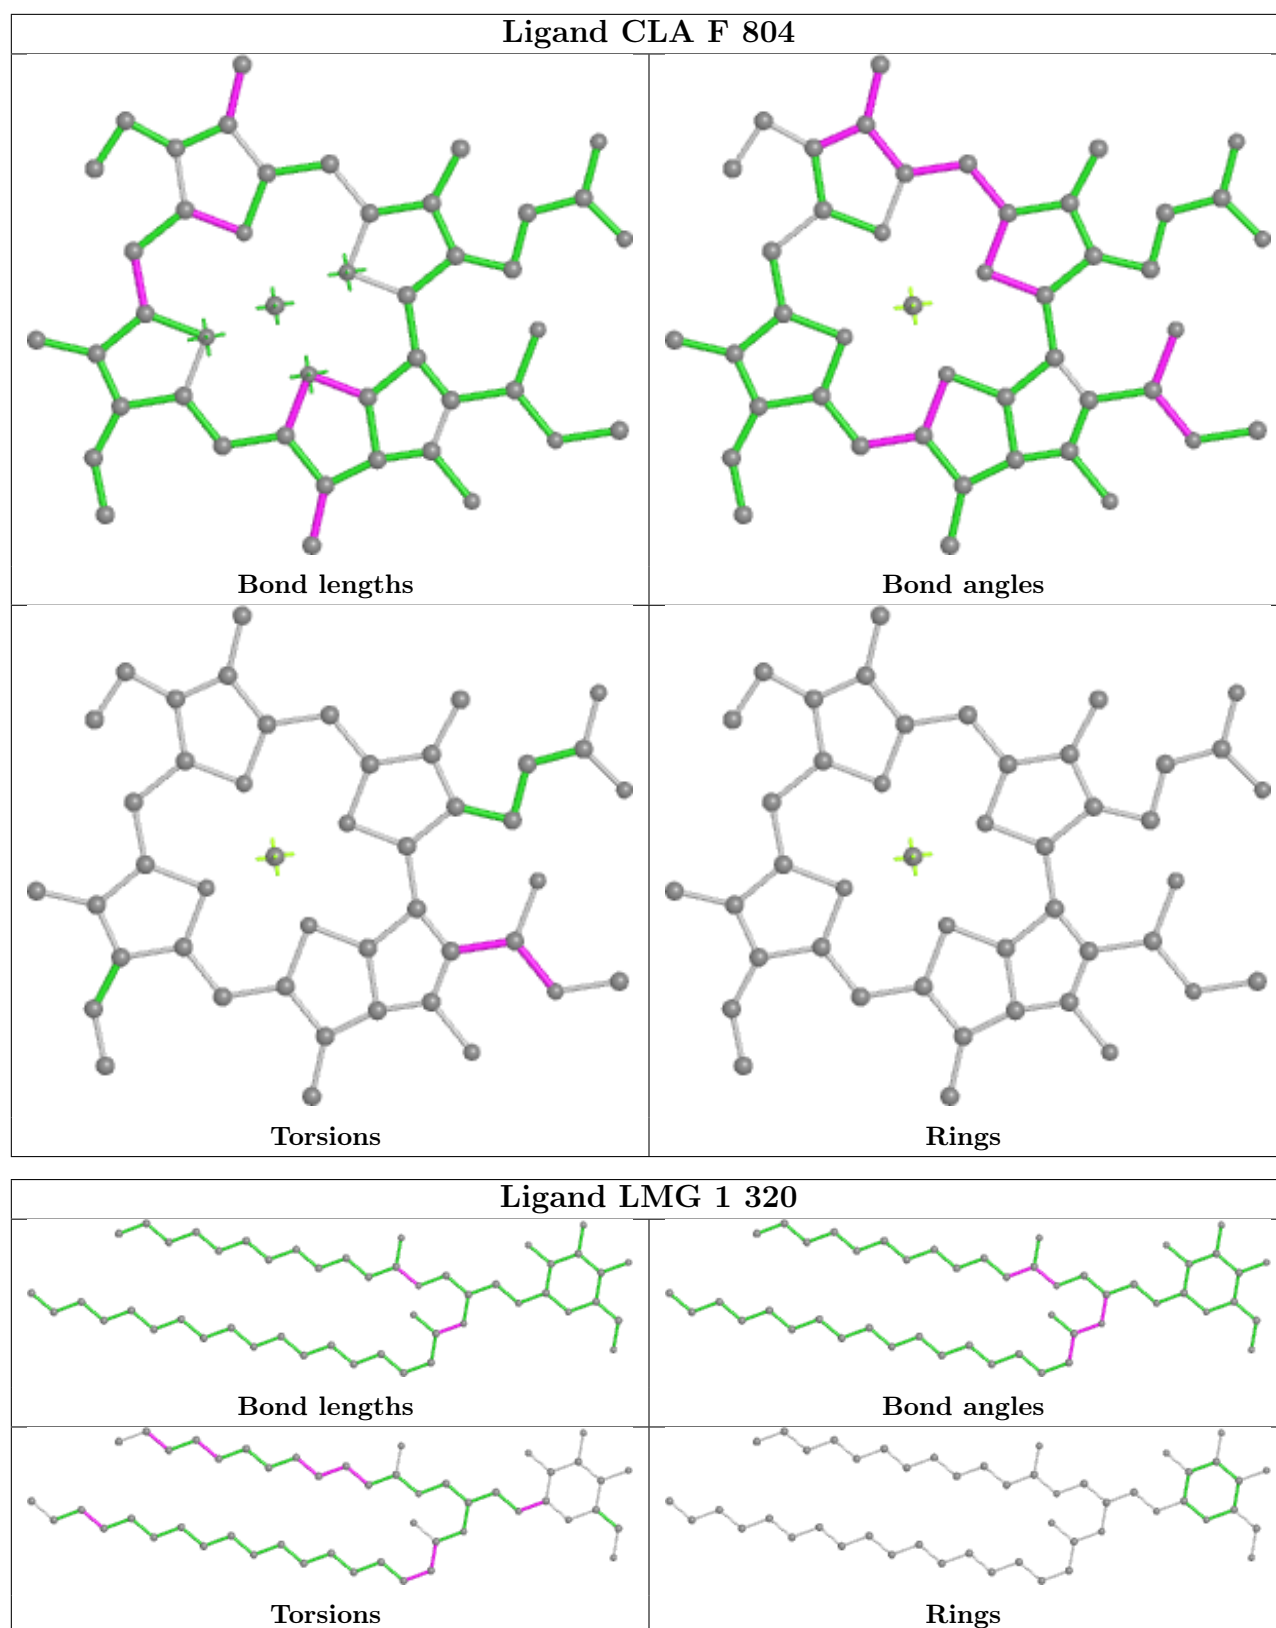 Ligand CLA F 804
Bond lengths
Bond angles
Torsions
Rings
Ligand LMG 1 320
Bond lengths
Bond angles
Torsions
Rings